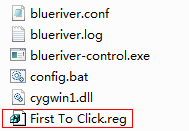 blueriver.conf
blueriver.log
blueriver-control.exe
config.bat
cygwin1.dll
First To Click.reg